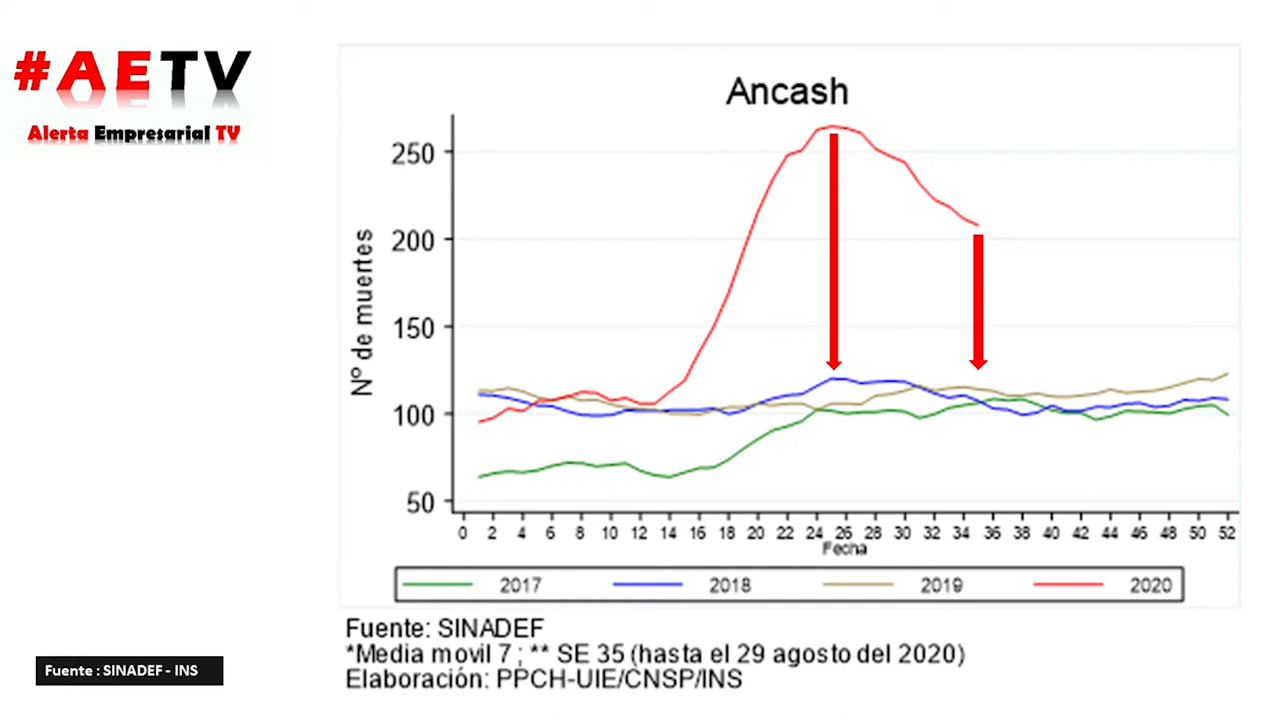 #AETV
Alerta Empresarial TV
Ancash
Nº de muertes
250
200
150
100
50
0 2 4 6 8 10 12 14 16 18 20 22 24 26 28 30 32 34 36 38 40 42 44 46 48 50 52
Fecha
2017 2018 2019 2020
Fuente: SINADEF
*Media movil 7 ; ** SE 35 (hasta el 29 agosto del 2020)
Elaboración: PPCH-UIE/CNSP/INS
Fuente : SINADEF - INS